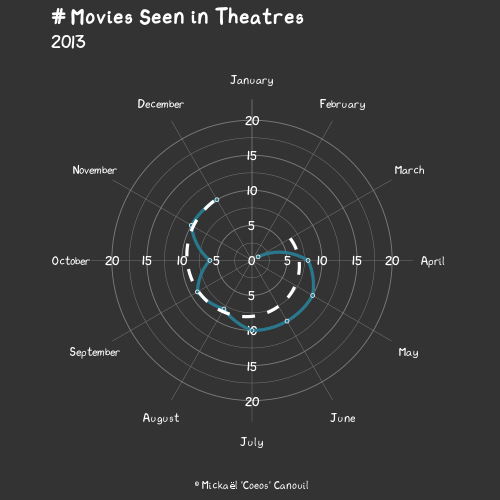 # Movies Seen in Theatres
2013
January
December February
20
15
November March
10
5
October 20 15 10 5 0 5 10 15 20 April
5
10
September May
15
20
August June
July
© Mickaël 'Coeos' Canouil